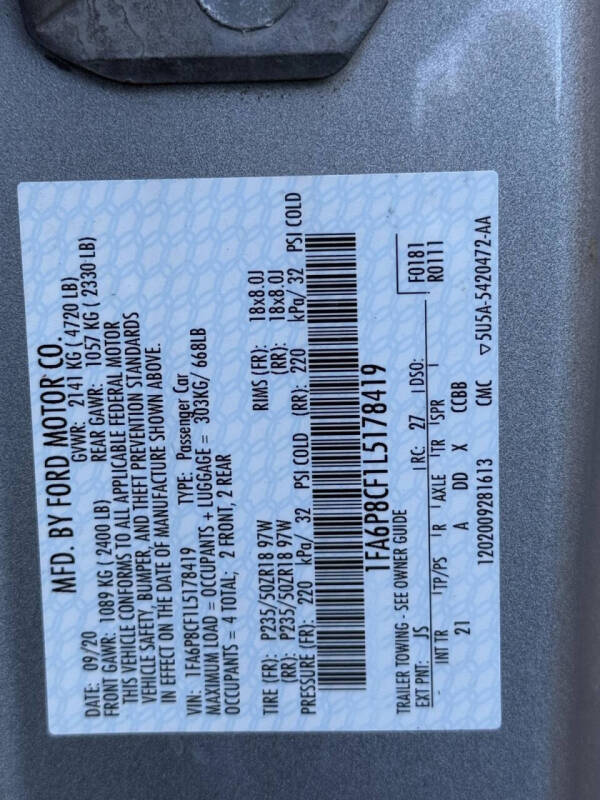 MFD. BY FORD MOTOR CO.
DATE: 09/20 GVWR: 2141 KG ( 4720 LB)
FRONT GAWR: 1089 KG ( 2400 LB) REAR GAWR: 1057 KG ( 2330 LB)
THIS VEHICLE CONFORMS TO ALL APPLICABLE FEDERAL MOTOR
VEHICLE SAFETY, BUMPER, AND THEFT PREVENTION STANDARDS
IN EFFECT ON THE DATE OF MANUFACTURE SHOWN ABOVE.
VIN: 1FA6P8CF1L5178419 TYPE: Passenger Car
MAXIMUM LOAD = OCCUPANTS + LUGGAGE = 303KG/ 668LB
OCCUPANTS = 4 TOTAL; 2 FRONT, 2 REAR
TIRE (FR): P235/50ZR18 97W RIMS (FR): 18x8.0J
(RR): P235/50ZR18 97W (RR): 18x8.0J
PRESSURE (FR): 220 kPa/ 32 PSI COLD (RR): 220 kPa/ 32 PSI COLD
1FA6P8CF1L5178419
TRAILER TOWING - SEE OWNER GUIDE F0181
EXT PNT: JS RC: 27 DSO: R0111
INT TR TP/PS R AXLE TR SPR
21 A DD X CCBB
1202009281613 CMC ▽5U5A-5420472-AA